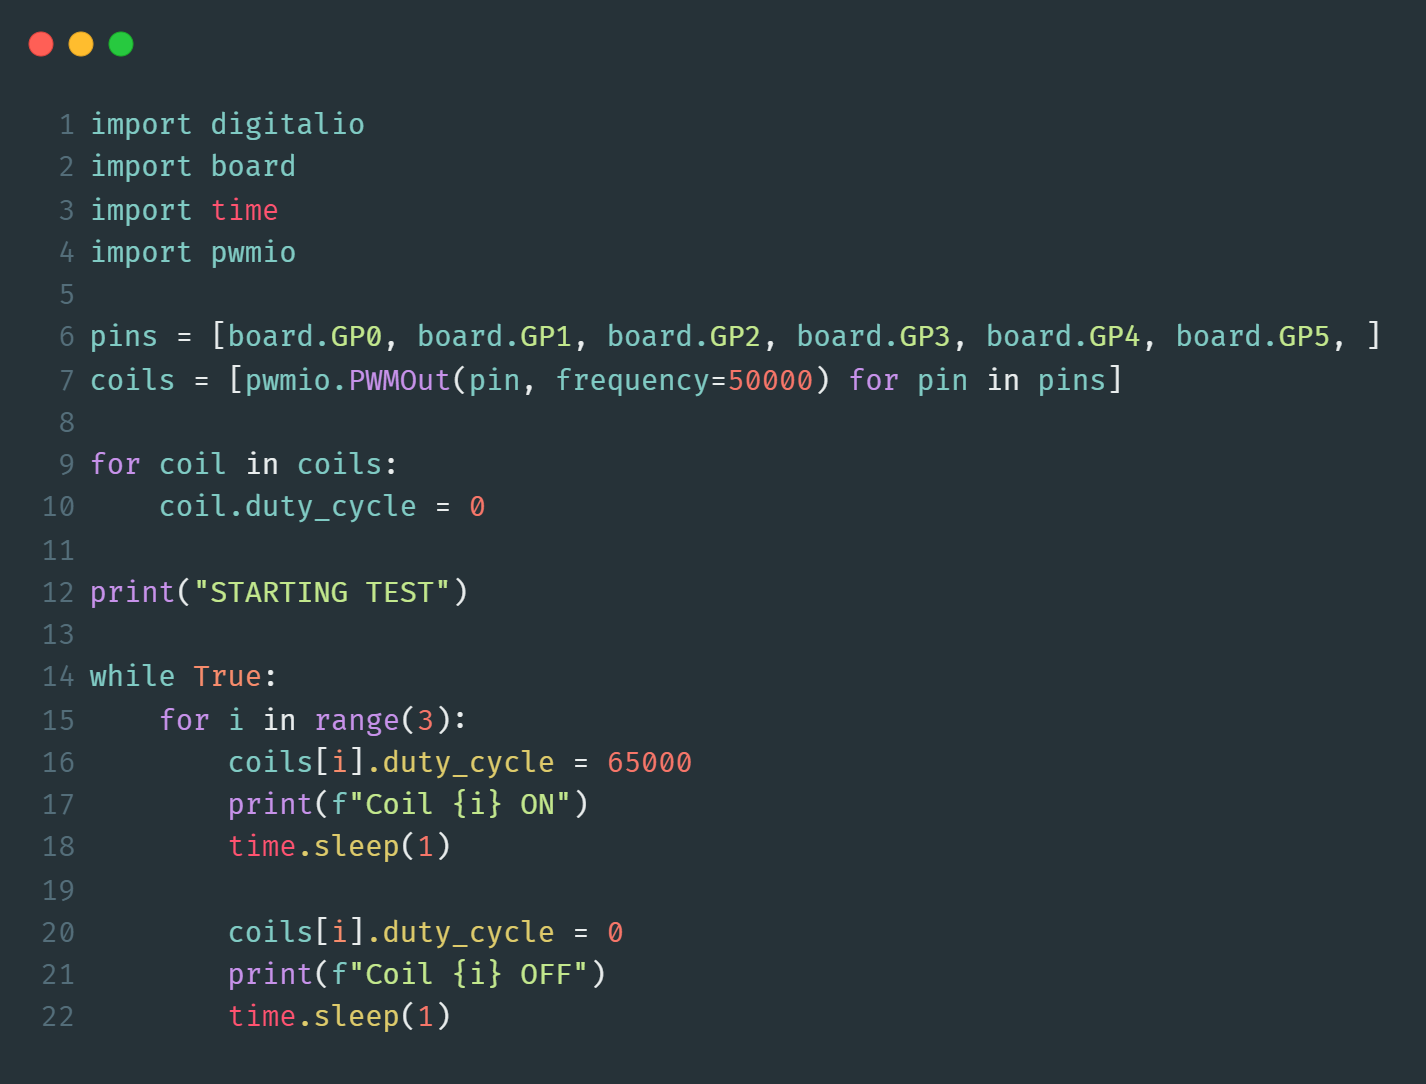 1 import digitalio
2 import board
3 import time
4 import pwmio
5
6 pins = [board.GP0, board.GP1, board.GP2, board.GP3, board.GP4, board.GP5, ]
7 coils = [pwmio.PWMOut(pin, frequency=50000) for pin in pins]
8
9 for coil in coils:
10     coil.duty_cycle = 0
11
12 print("STARTING TEST")
13
14 while True:
15     for i in range(3):
16         coils[i].duty_cycle = 65000
17         print(f"Coil {i} ON")
18         time.sleep(1)
19
20         coils[i].duty_cycle = 0
21         print(f"Coil {i} OFF")
22         time.sleep(1)